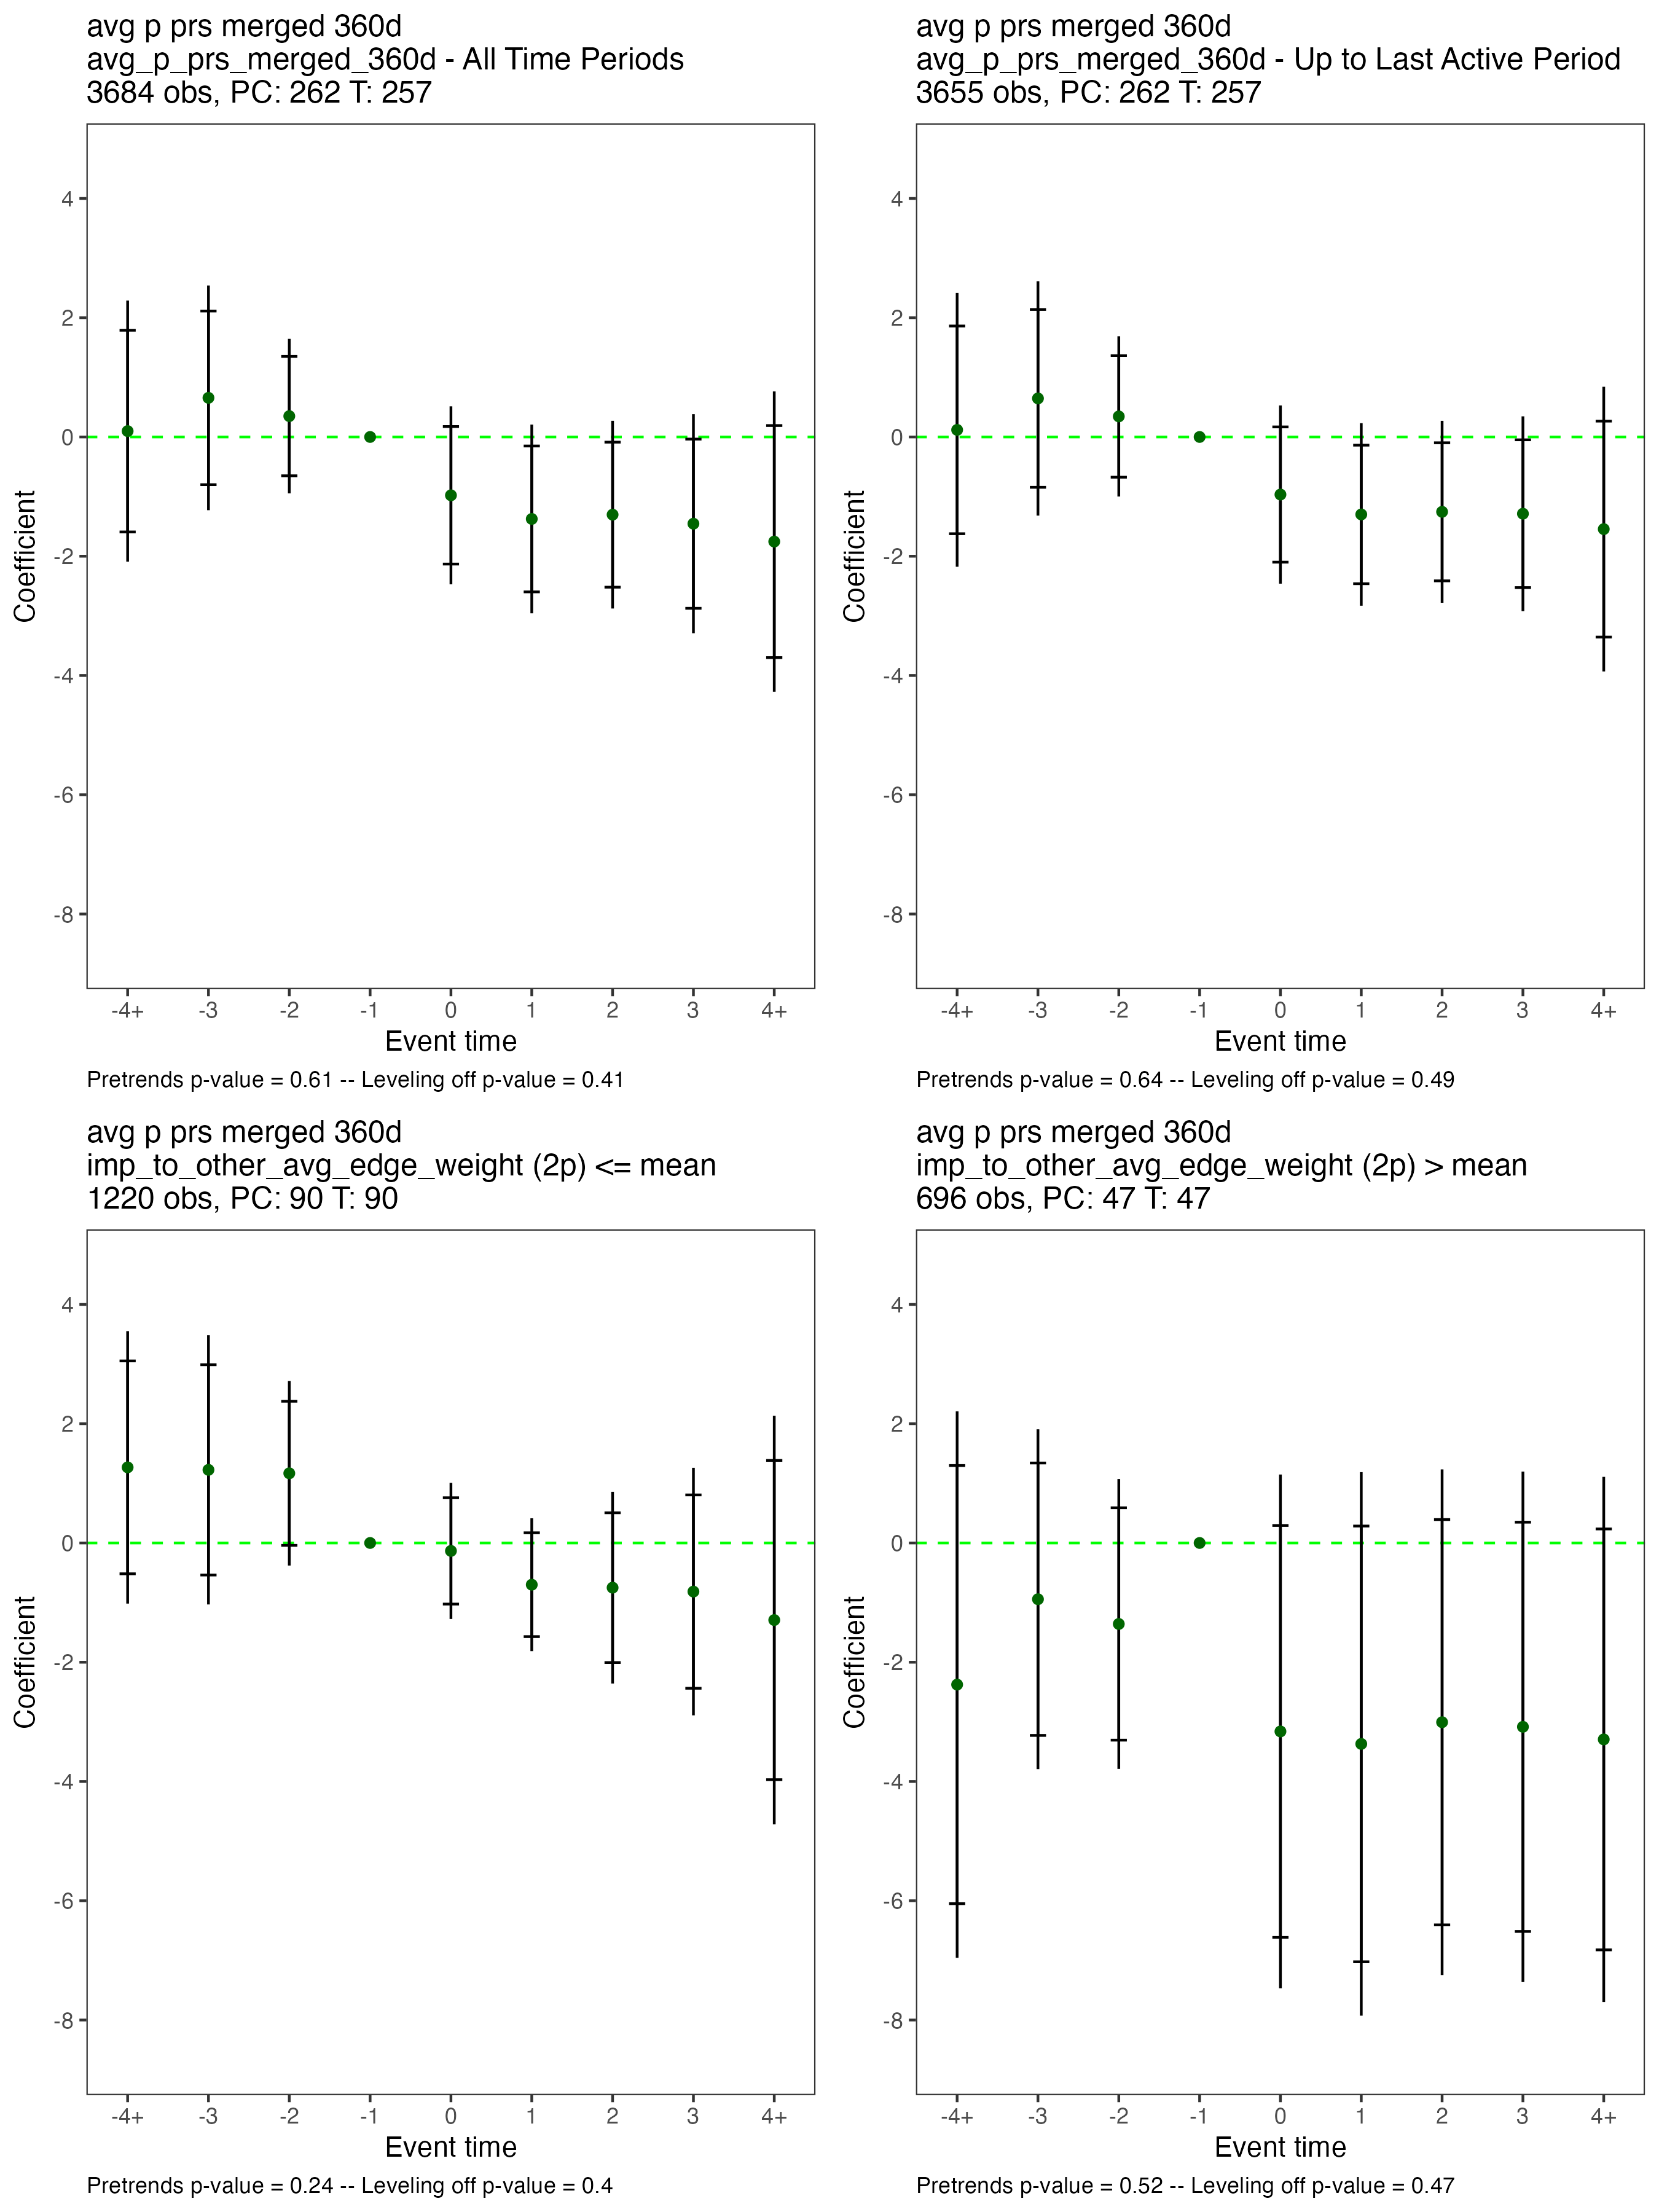 avg p prs merged 360d
avg_p_prs_merged_360d - All Time Periods
3684 obs, PC: 262 T: 257
4
2
0
-2
-4
-6
-8
Coefficient
-4+ -3 -2 -1 0 1 2 3 4+
Event time
Pretrends p-value = 0.61 -- Leveling off p-value = 0.41
avg p prs merged 360d
avg_p_prs_merged_360d - Up to Last Active Period
3655 obs, PC: 262 T: 257
4
2
0
-2
-4
-6
-8
Coefficient
-4+ -3 -2 -1 0 1 2 3 4+
Event time
Pretrends p-value = 0.64 -- Leveling off p-value = 0.49
avg p prs merged 360d
imp_to_other_avg_edge_weight (2p) <= mean
1220 obs, PC: 90 T: 90
4
2
0
-2
-4
-6
-8
Coefficient
-4+ -3 -2 -1 0 1 2 3 4+
Event time
Pretrends p-value = 0.24 -- Leveling off p-value = 0.4
avg p prs merged 360d
imp_to_other_avg_edge_weight (2p) > mean
696 obs, PC: 47 T: 47
4
2
0
-2
-4
-6
-8
Coefficient
-4+ -3 -2 -1 0 1 2 3 4+
Event time
Pretrends p-value = 0.52 -- Leveling off p-value = 0.47